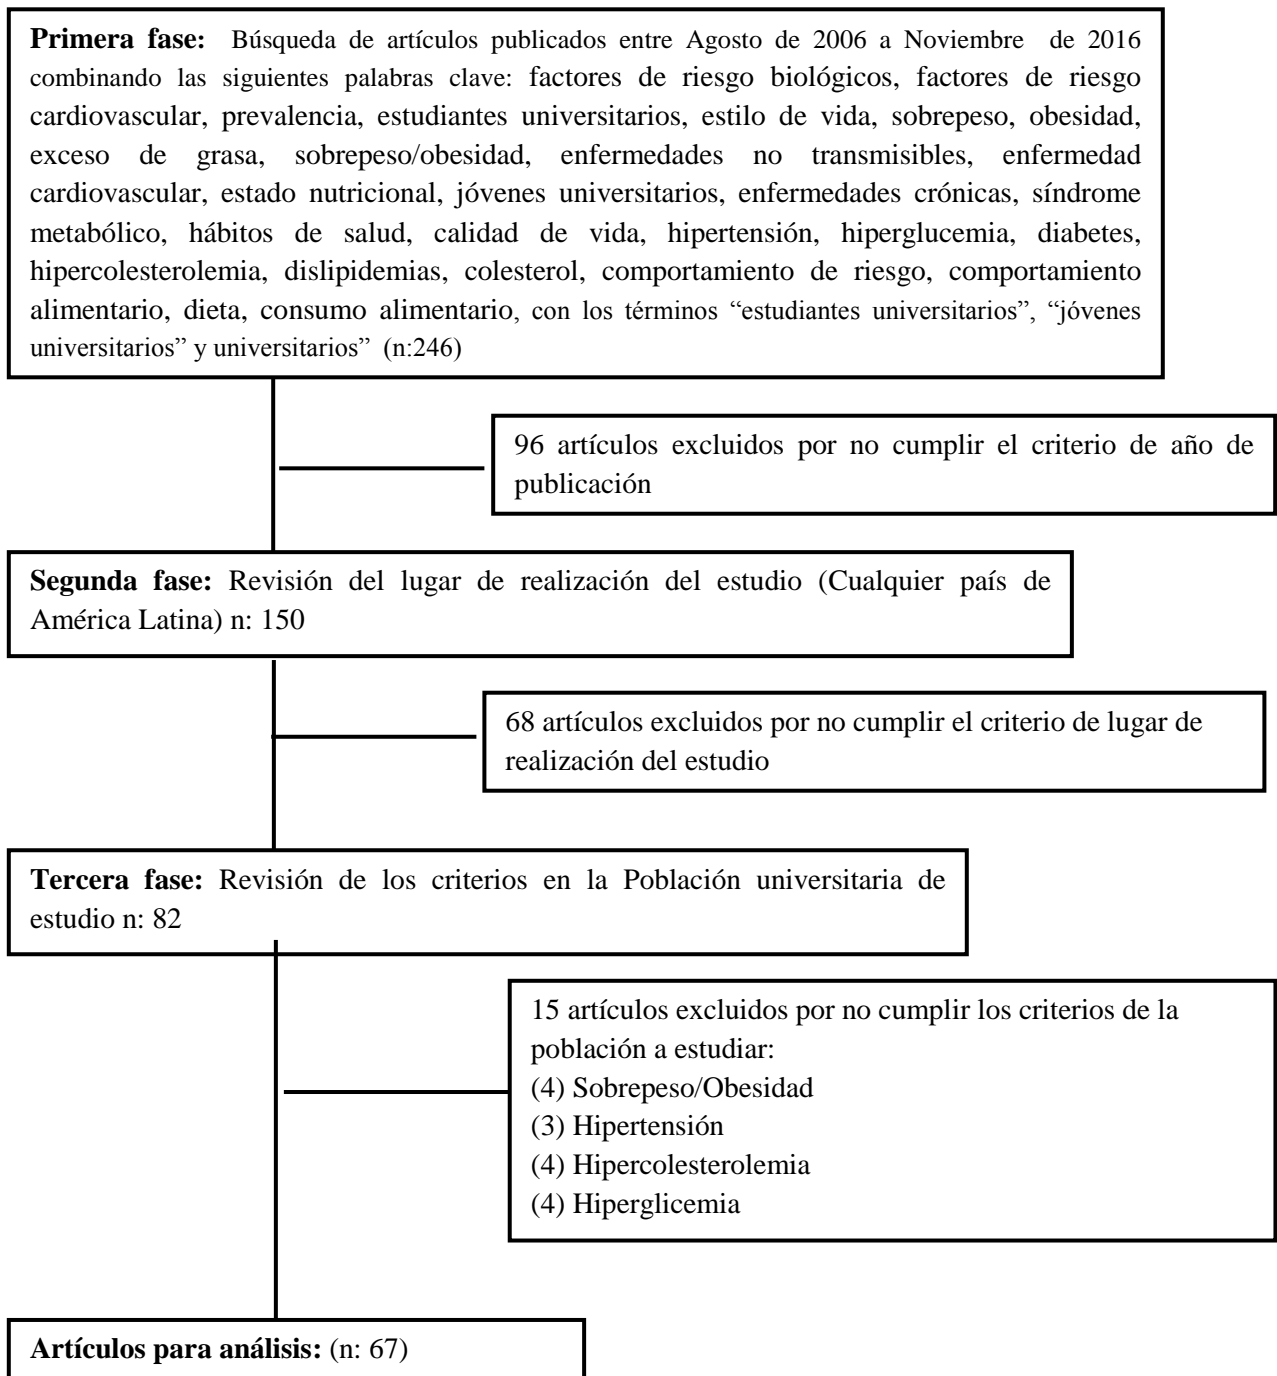 Primera fase: Búsqueda de artículos publicados entre Agosto de 2006 a Noviembre de 2016
combinando las siguientes palabras clave: factores de riesgo biológicos, factores de riesgo
cardiovascular, prevalencia, estudiantes universitarios, estilo de vida, sobrepeso, obesidad,
exceso de grasa, sobrepeso/obesidad, enfermedades no transmisibles, enfermedad
cardiovascular, estado nutricional, jóvenes universitarios, enfermedades crónicas, síndrome
metabólico, hábitos de salud, calidad de vida, hipertensión, hiperglucemia, diabetes,
hipercolesterolemia, dislipidemias, colesterol, comportamiento de riesgo, comportamiento
alimentario, dieta, consumo alimentario, con los términos “estudiantes universitarios”, “jóvenes
universitarios” y universitarios” (n:246)
96 artículos excluidos por no cumplir el criterio de año de
publicación
Segunda fase: Revisión del lugar de realización del estudio (Cualquier país de
América Latina) n: 150
68 artículos excluidos por no cumplir el criterio de lugar de
realización del estudio
Tercera fase: Revisión de los criterios en la Población universitaria de
estudio n: 82
15 artículos excluidos por no cumplir los criterios de la
población a estudiar:
(4) Sobrepeso/Obesidad
(3) Hipertensión
(4) Hipercolesterolemia
(4) Hiperglicemia
Artículos para análisis: (n: 67)